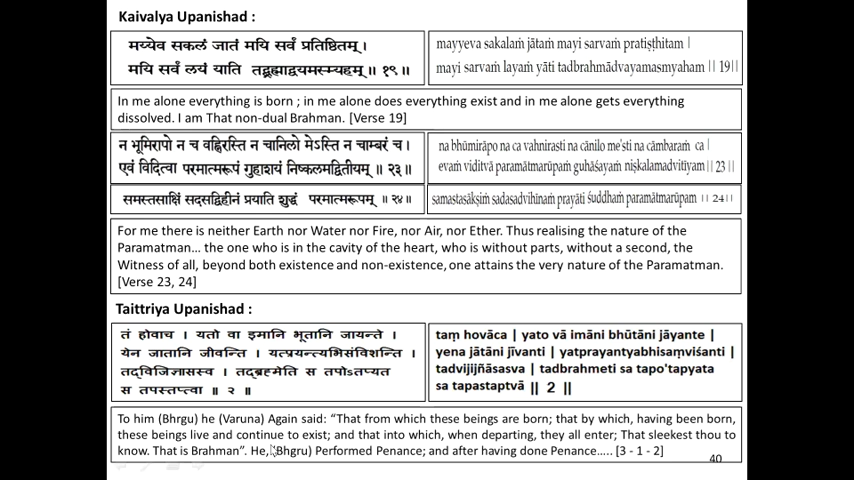 Kaivalya Upanishad :
मय्येव सकलं जातं मयि सर्वं प्रतिष्ठितम् ।
मयि सर्वं लयं याति तद्ब्रह्माद्वयमस्म्यहम् ॥ १९ ॥
mayyeva sakalaṁ jātaṁ mayi sarvaṁ pratiṣṭhitam |
mayi sarvaṁ layaṁ yāti tadbrahmādvayamasmyaham || 19||
In me alone everything is born ; in me alone does everything exist and in me alone gets everything
dissolved. I am That non-dual Brahman. [Verse 19]
न भूमिरापो न च वह्निरस्ति न चानिलो मेऽस्ति न चाम्बरं च ।
एवं विदित्वा परमात्मरूपं गुहाशयं निष्कलमद्वितीयम् ॥ २३ ॥
na bhūmirāpo na ca vahnirasti na cānilo me'sti na cāmbaraṁ ca |
evaṁ viditvā paramātmarūpaṁ guhāśayaṁ niṣkalamadvitīyam || 23 ||
समस्तसाक्षिं सदसद्विहीनं प्रयाति शुद्धं परमात्मरूपम् ॥ २४ ॥
samastasākṣiṁ sadasadvihīnaṁ prayāti śuddhaṁ paramātmarūpam || 24||
For me there is neither Earth nor Water nor Fire, nor Air, nor Ether. Thus realising the nature of the
Paramatman... the one who is in the cavity of the heart, who is without parts, without a second, the
Witness of all, beyond both existence and non-existence, one attains the very nature of the Paramatman.
[Verse 23, 24]
Taittriya Upanishad :
तं होवाच । यतो वा इमानि भूतानि जायन्ते ।
येन जातानि जीवन्ति । यत्प्रयन्त्यभिसंविशन्ति ।
तद्विजिज्ञासस्व । तद्ब्रह्मेति स तपोऽतप्यत
स तपस्तप्त्वा ॥ २ ॥
taṃ hovāca | yato vā imāni bhūtāni jāyante |
yena jātāni jīvanti | yatprayantyabhisaṃviśanti |
tadvijijñāsasva | tadbrahmeti sa tapo'tapyata
sa tapastaptvā || 2 ||
To him (Bhrgu) he (Varuna) Again said: “That from which these beings are born; that by which, having been born,
these beings live and continue to exist; and that into which, when departing, they all enter; That sleekest thou to
know. That is Brahman”. He, (Bhgru) Performed Penance; and after having done Penance….. [3 - 1 - 2]
40